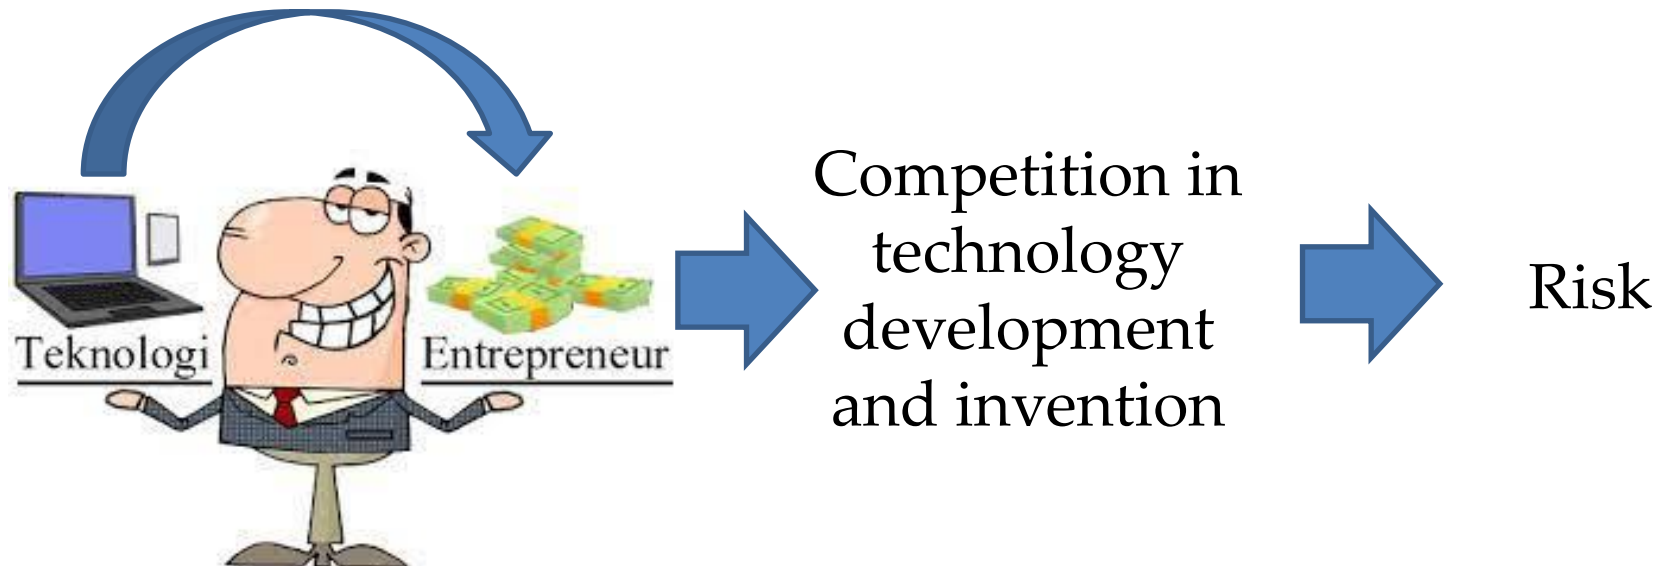 Teknologi
Entrepreneur
Competition in
technology
development
and invention
Risk